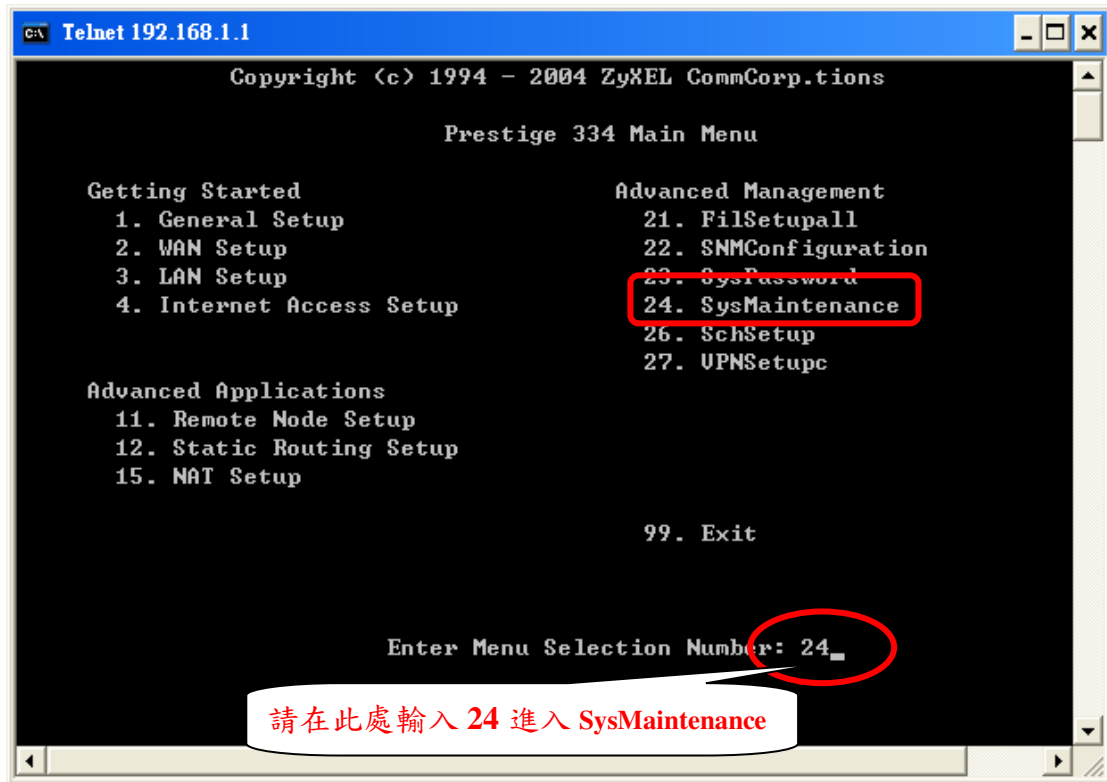 Telnet 192.168.1.1
Copyright (c) 1994 - 2004 ZyXEL CommCorp.tions
Prestige 334 Main Menu
Getting Started
1. General Setup
2. WAN Setup
3. LAN Setup
4. Internet Access Setup
Advanced Applications
11. Remote Node Setup
12. Static Routing Setup
15. NAT Setup
Advanced Management
21. FilSetupall
22. SNMConfiguration
23. SysPassword
24. SysMaintenance
26. SchSetup
27. VPNSetupc
99. Exit
Enter Menu Selection Number: 24_
請在此處輸入 24 進入 SysMaintenance